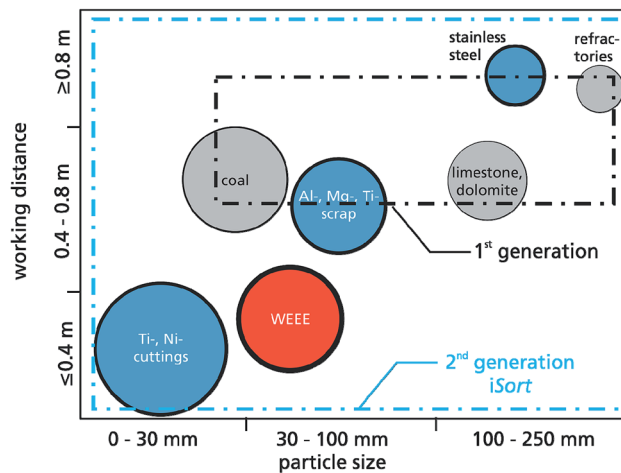 working distance
≥0.8 m
0.4 - 0.8 m
≤0.4 m
stainless
steel
refrac-
tories
coal
Al-, Mg-, Ti-
scrap
limestone,
dolomite
1st generation
WEEE
Ti-, Ni-
cuttings
2nd generation
iSort
0 - 30 mm
30 - 100 mm
100 - 250 mm
particle size